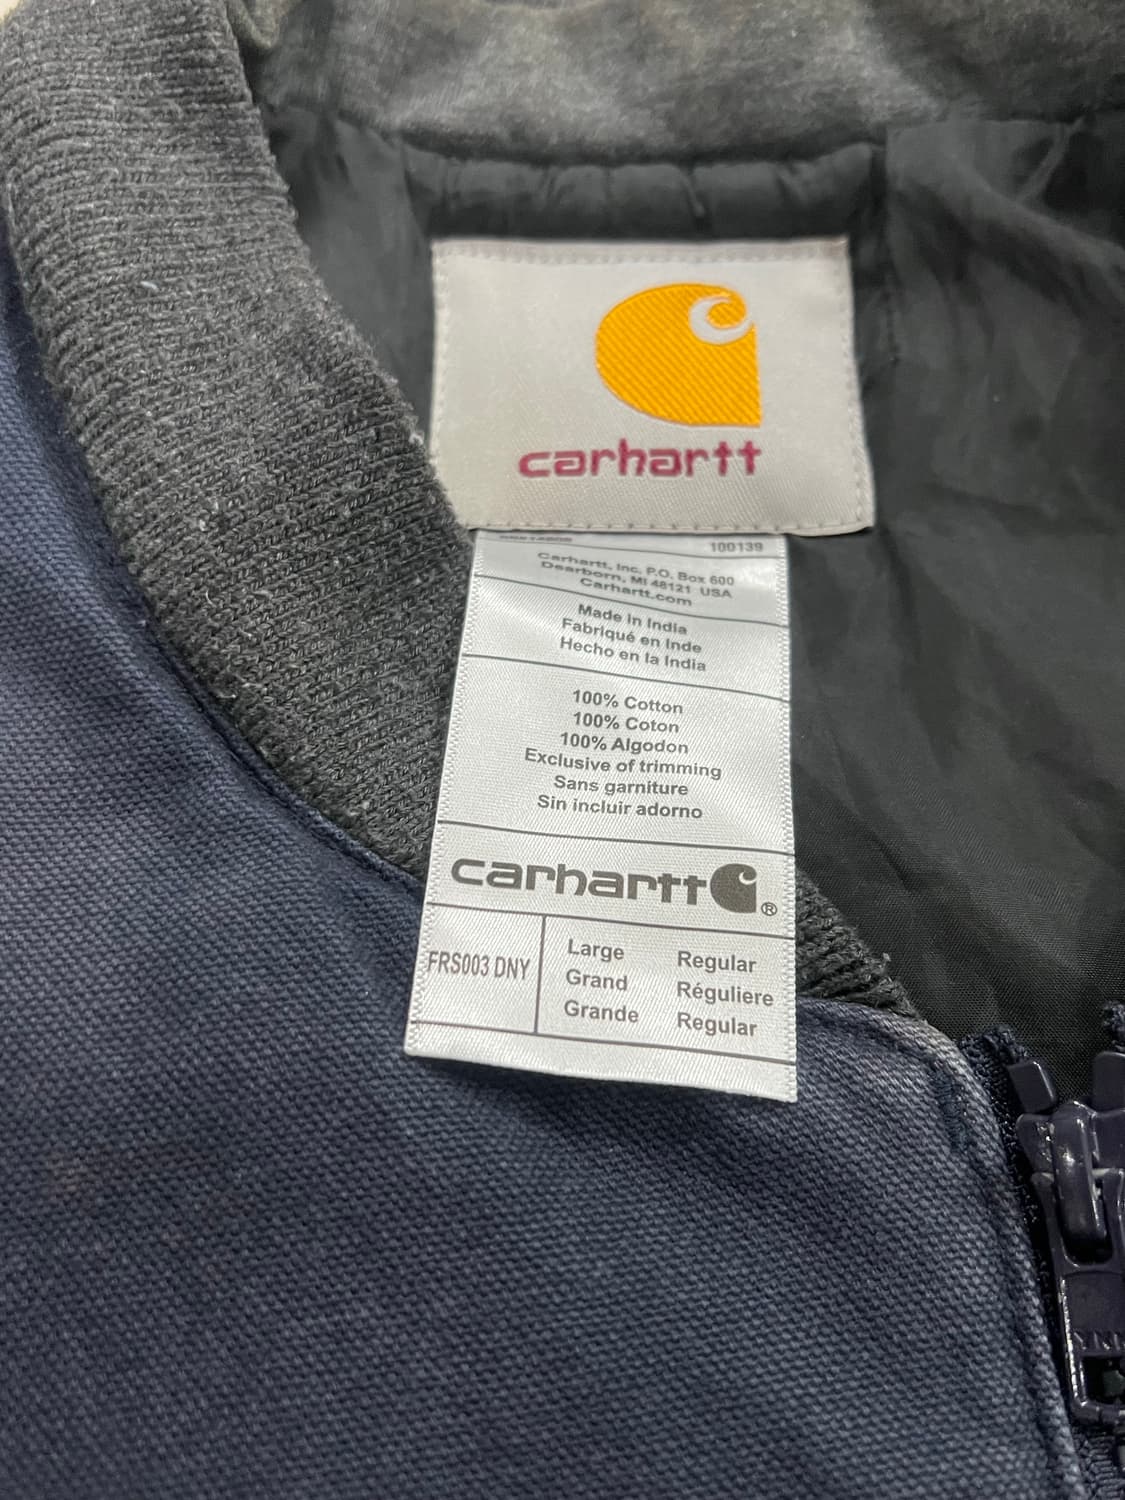 carhartt
100139
Carhartt, Inc. P.O. Box 600
Dearborn, MI 48121 USA
Carhartt.com
Made in India
Fabriqué en Inde
Hecho en la India
100% Cotton
100% Coton
100% Algodon
Exclusive of trimming
Sans garniture
Sin incluir adorno
carhartt ®
FRS003 DNY
Large Regular
Grand Réguliere
Grande Regular